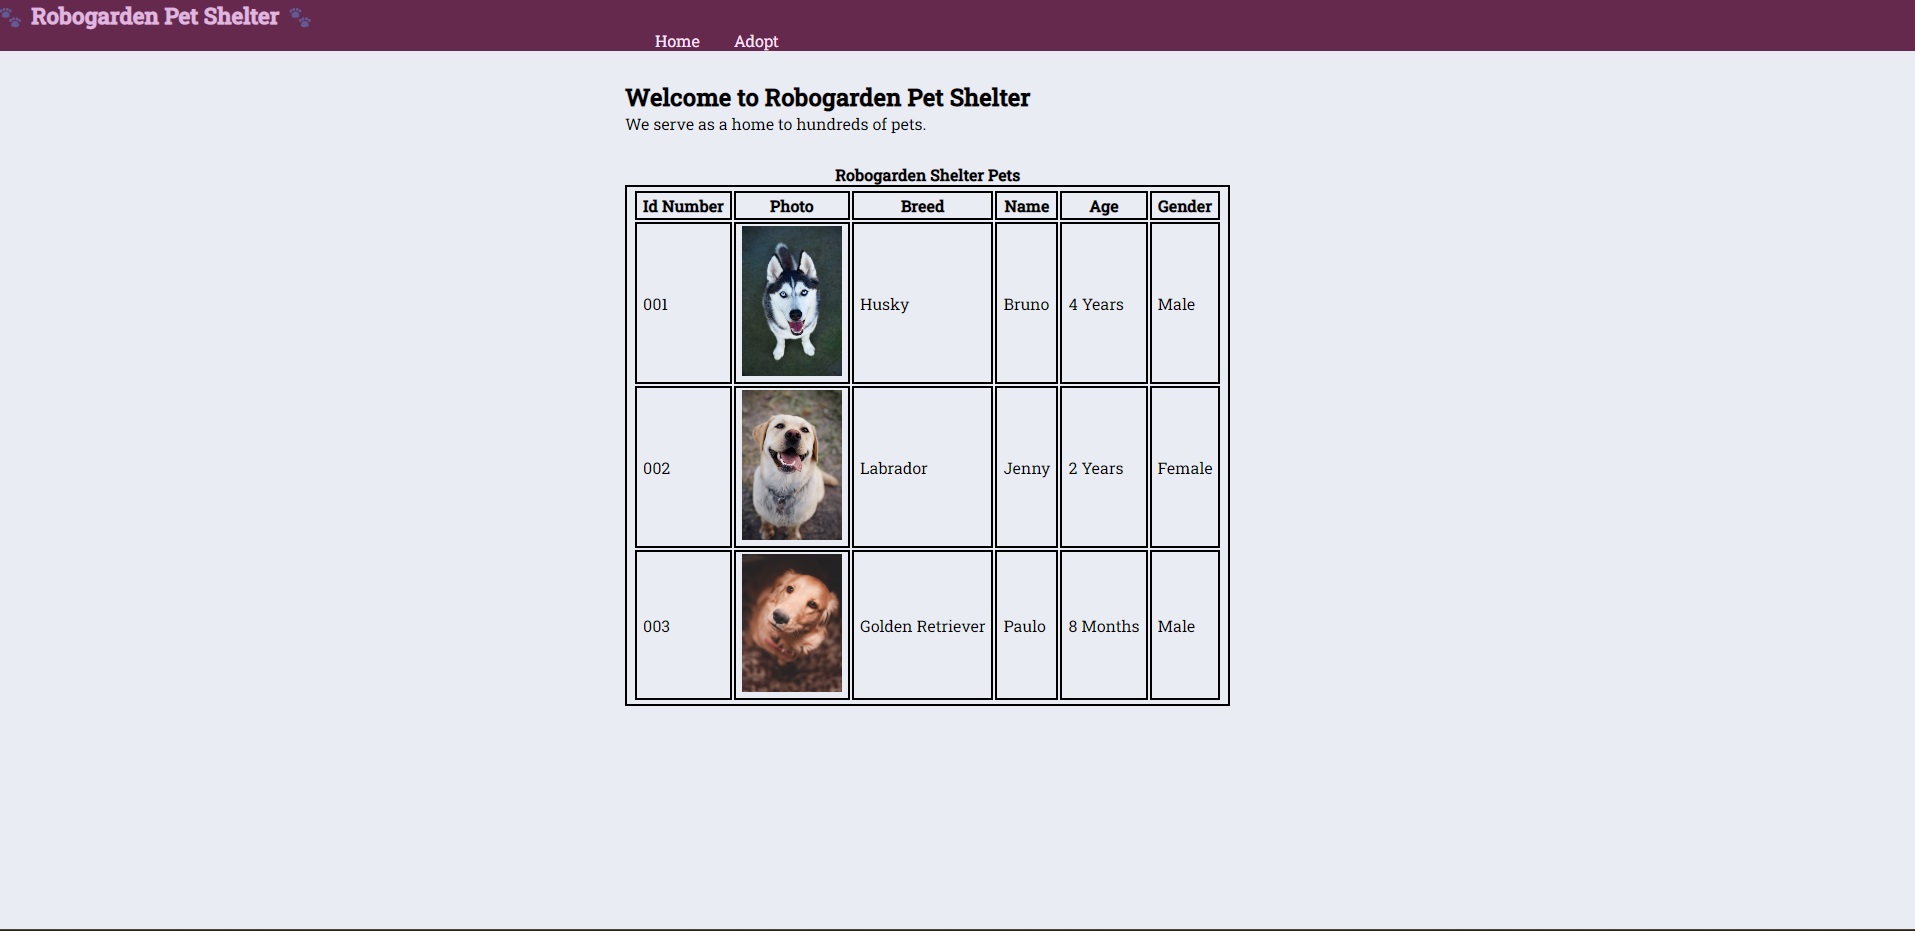 🐾 Robogarden Pet Shelter 🐾
Home Adopt
Welcome to Robogarden Pet Shelter
We serve as a home to hundreds of pets.
Robogarden Shelter Pets
Id Number Photo Breed Name Age Gender
001 Husky Bruno 4 Years Male
002 Labrador Jenny 2 Years Female
003 Golden Retriever Paulo 8 Months Male